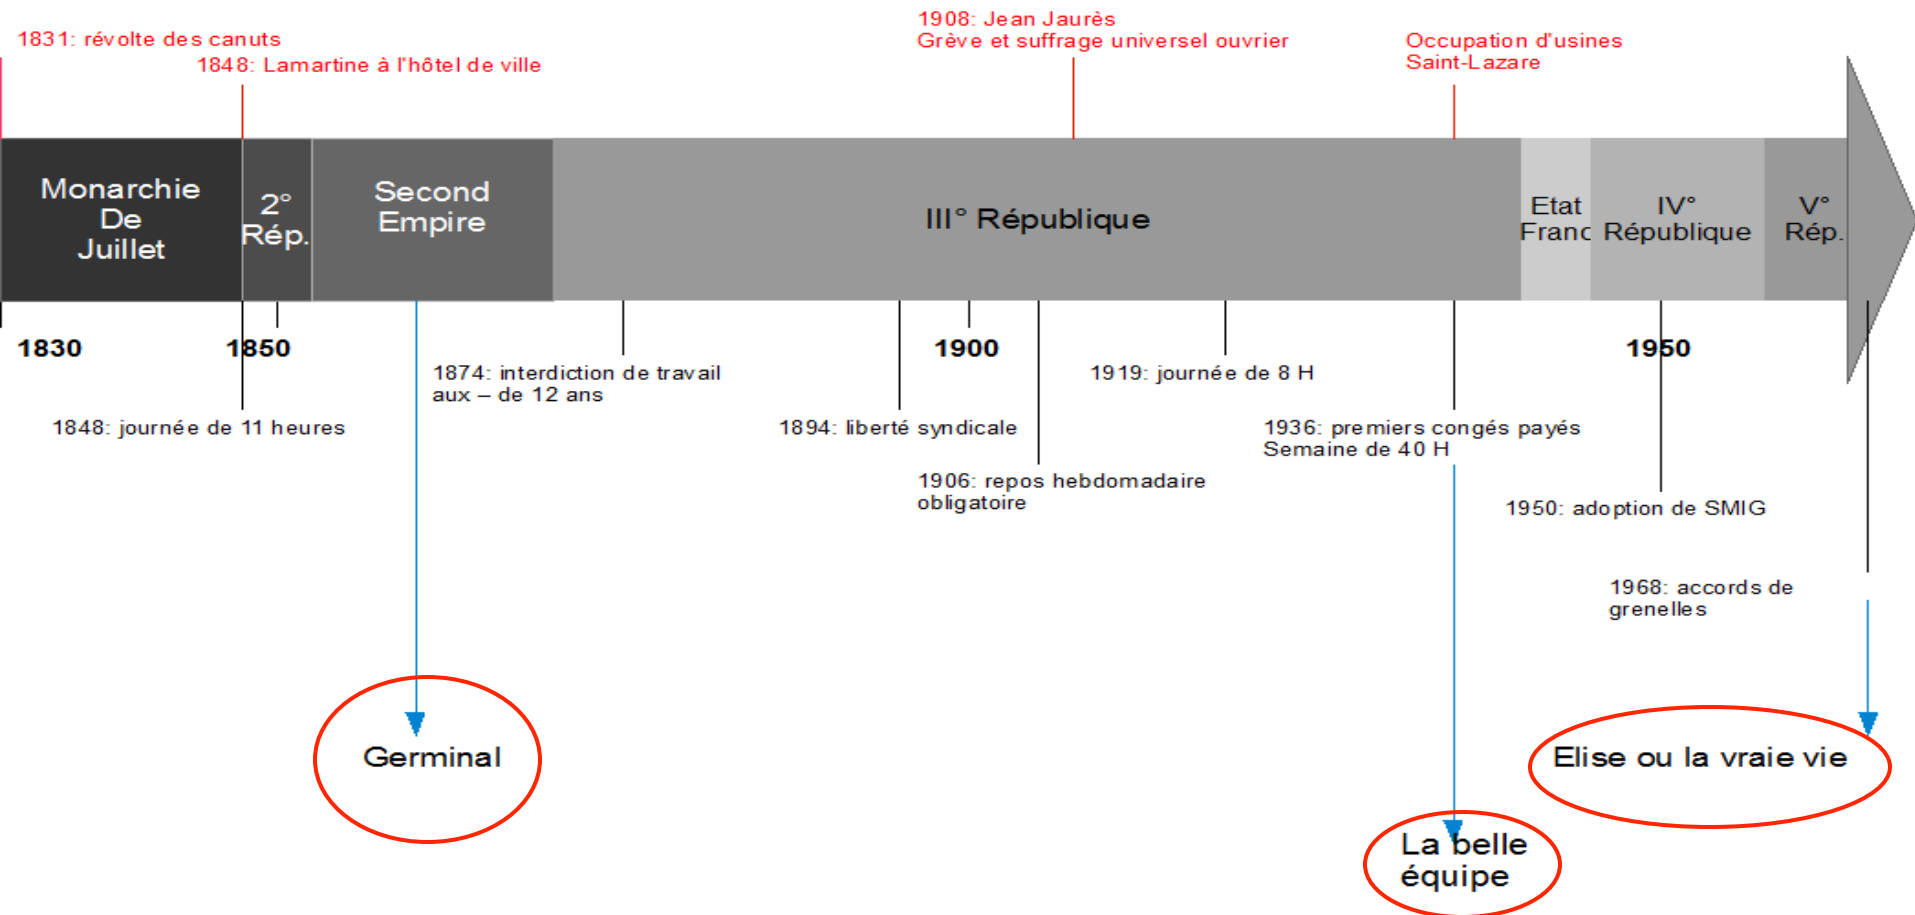 1908: Jean Jaurès
Grève et suffrage universel ouvrier
1831: révolte des canuts
Occupation d'usines
Saint-Lazare
1848: Lamartine à l'hôtel de ville
Monarchie
De
Juillet
2°
Rép.
Second
Empire
III° République
Etat
Franc
IV°
République
V°
Rép.
1830
1850
1900
1950
1874: interdiction de travail
aux – de 12 ans
1919: journée de 8 H
1848: journée de 11 heures
1894: liberté syndicale
1936: premiers congés payés
Semaine de 40 H
1906: repos hebdomadaire
obligatoire
1950: adoption de SMIG
1968: accords de
grenelles
Germinal
Elise ou la vraie vie
La belle
équipe